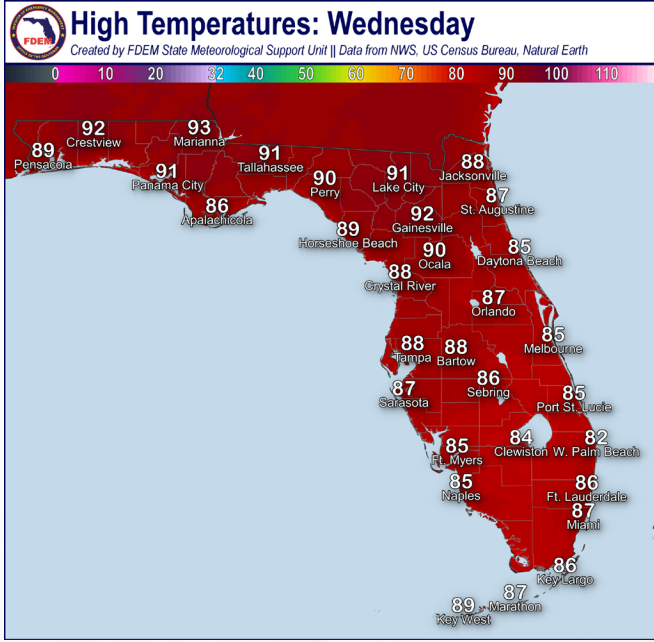 High Temperatures: Wednesday
Created by FDEM State Meteorological Support Unit || Data from NWS, US Census Bureau, Natural Earth
FDEM
0 10 20 32 40 50 60 70 80 90 100 110
93
Marianna
92
Crestview
89
Pensacola
91
Tallahassee
91
Panama City
90
Perry
91
Lake City
88
Jacksonville
86
Apalachicola
87
St. Augustine
92
Gainesville
89
Horseshoe Beach
90
Ocala
85
Daytona Beach
88
Crystal River
87
Orlando
85
Melbourne
88
Tampa
88
Bartow
86
Sebring
87
Sarasota
85
Port St. Lucie
84
Clewiston
82
W. Palm Beach
85
Ft. Myers
85
Naples
86
Ft. Lauderdale
87
Miami
86
Key Largo
87
Marathon
89
Key West